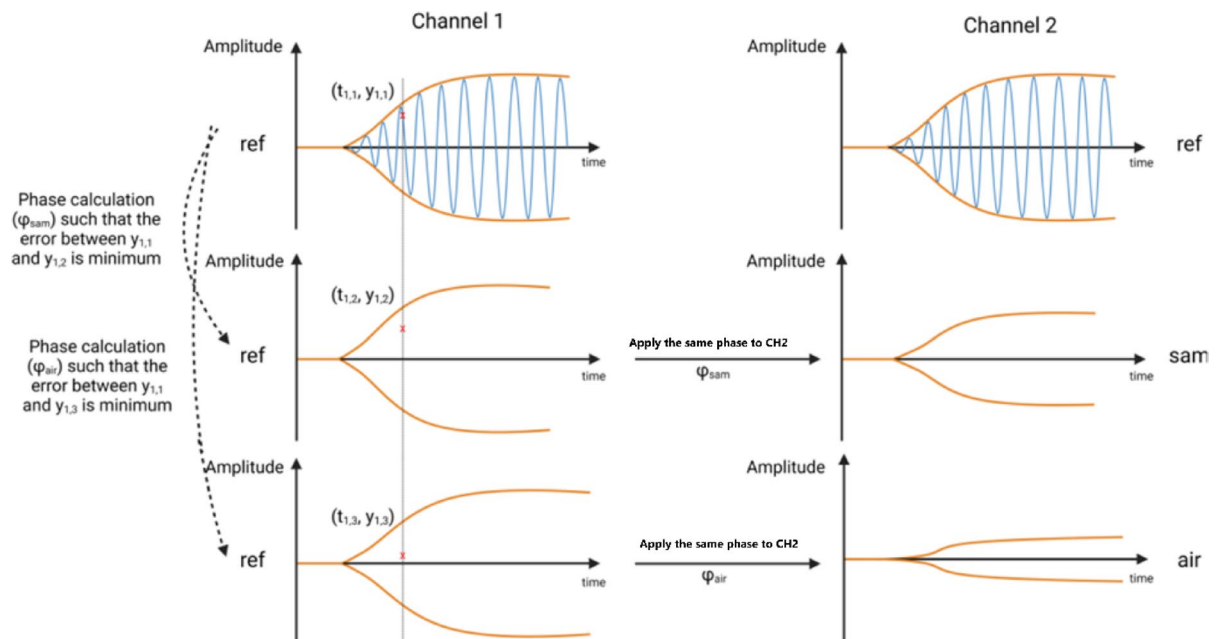 Channel 1
Channel 2
Amplitude
Amplitude
(t1,1, y1,1)
ref
time
time
ref
Phase calculation
(φsam) such that the
error between y1,1
and y1,2 is minimum
Amplitude
Amplitude
(t1,2, y1,2)
x
ref
time
Apply the same phase to CH2
φsam
time
sam
Phase calculation
(φair) such that the
error between y1,1
and y1,3 is minimum
Amplitude
Amplitude
(t1,3, y1,3)
x
ref
time
Apply the same phase to CH2
φair
time
air